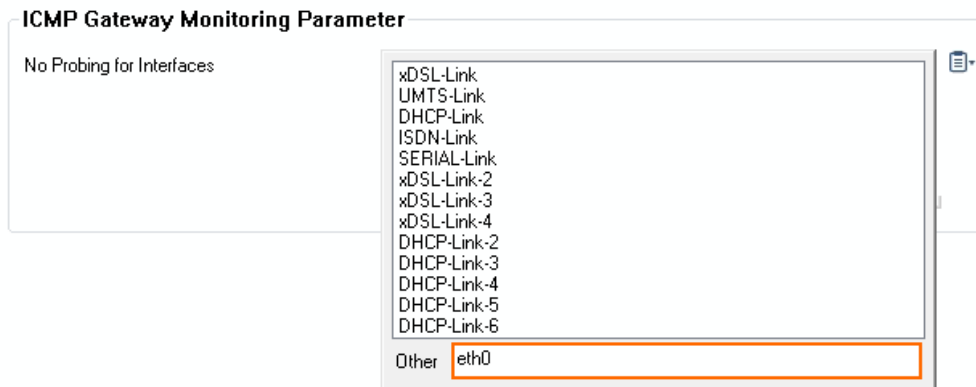 ICMP Gateway Monitoring Parameter
No Probing for Interfaces
xDSL-Link
UMTS-Link
DHCP-Link
ISDN-Link
SERIAL-Link
xDSL-Link-2
xDSL-Link-3
xDSL-Link-4
DHCP-Link-2
DHCP-Link-3
DHCP-Link-4
DHCP-Link-5
DHCP-Link-6
Other eth0